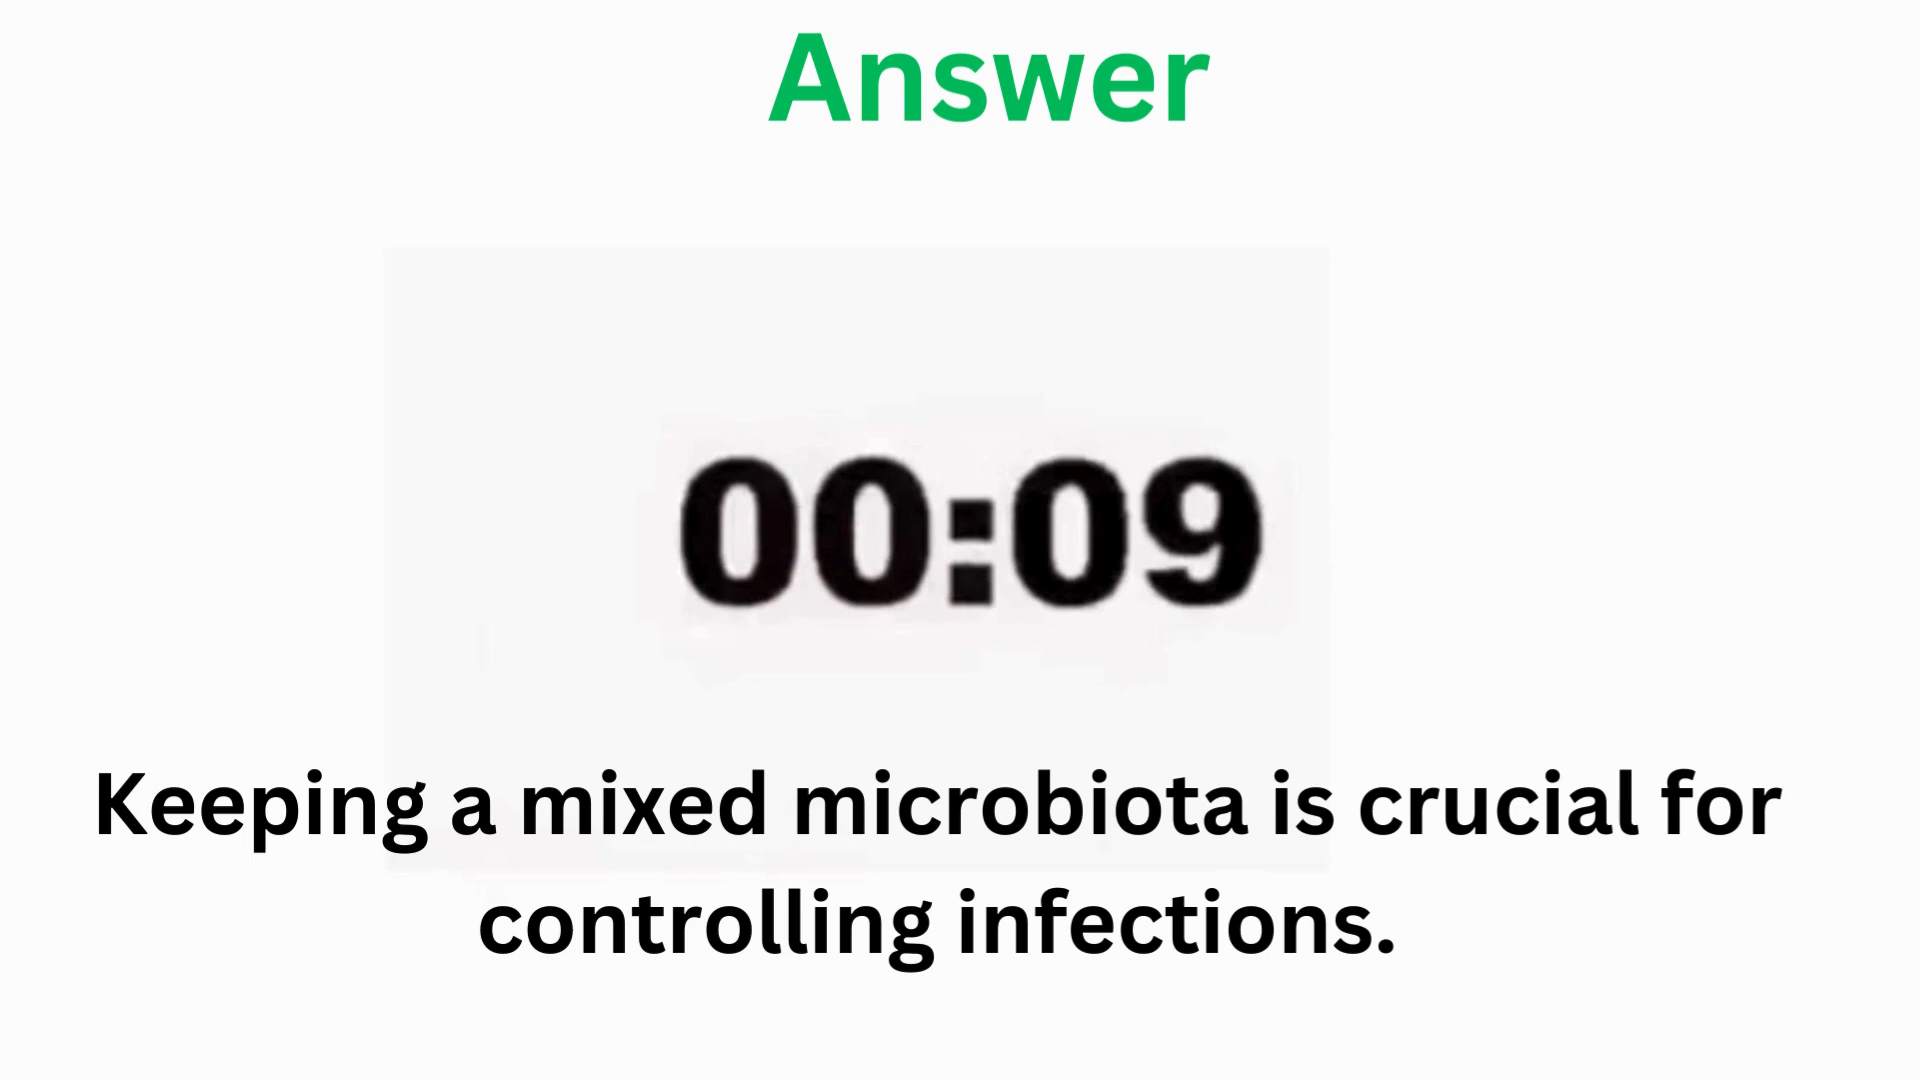 Answer
00:09
Keeping a mixed microbiota is crucial for
controlling infections.